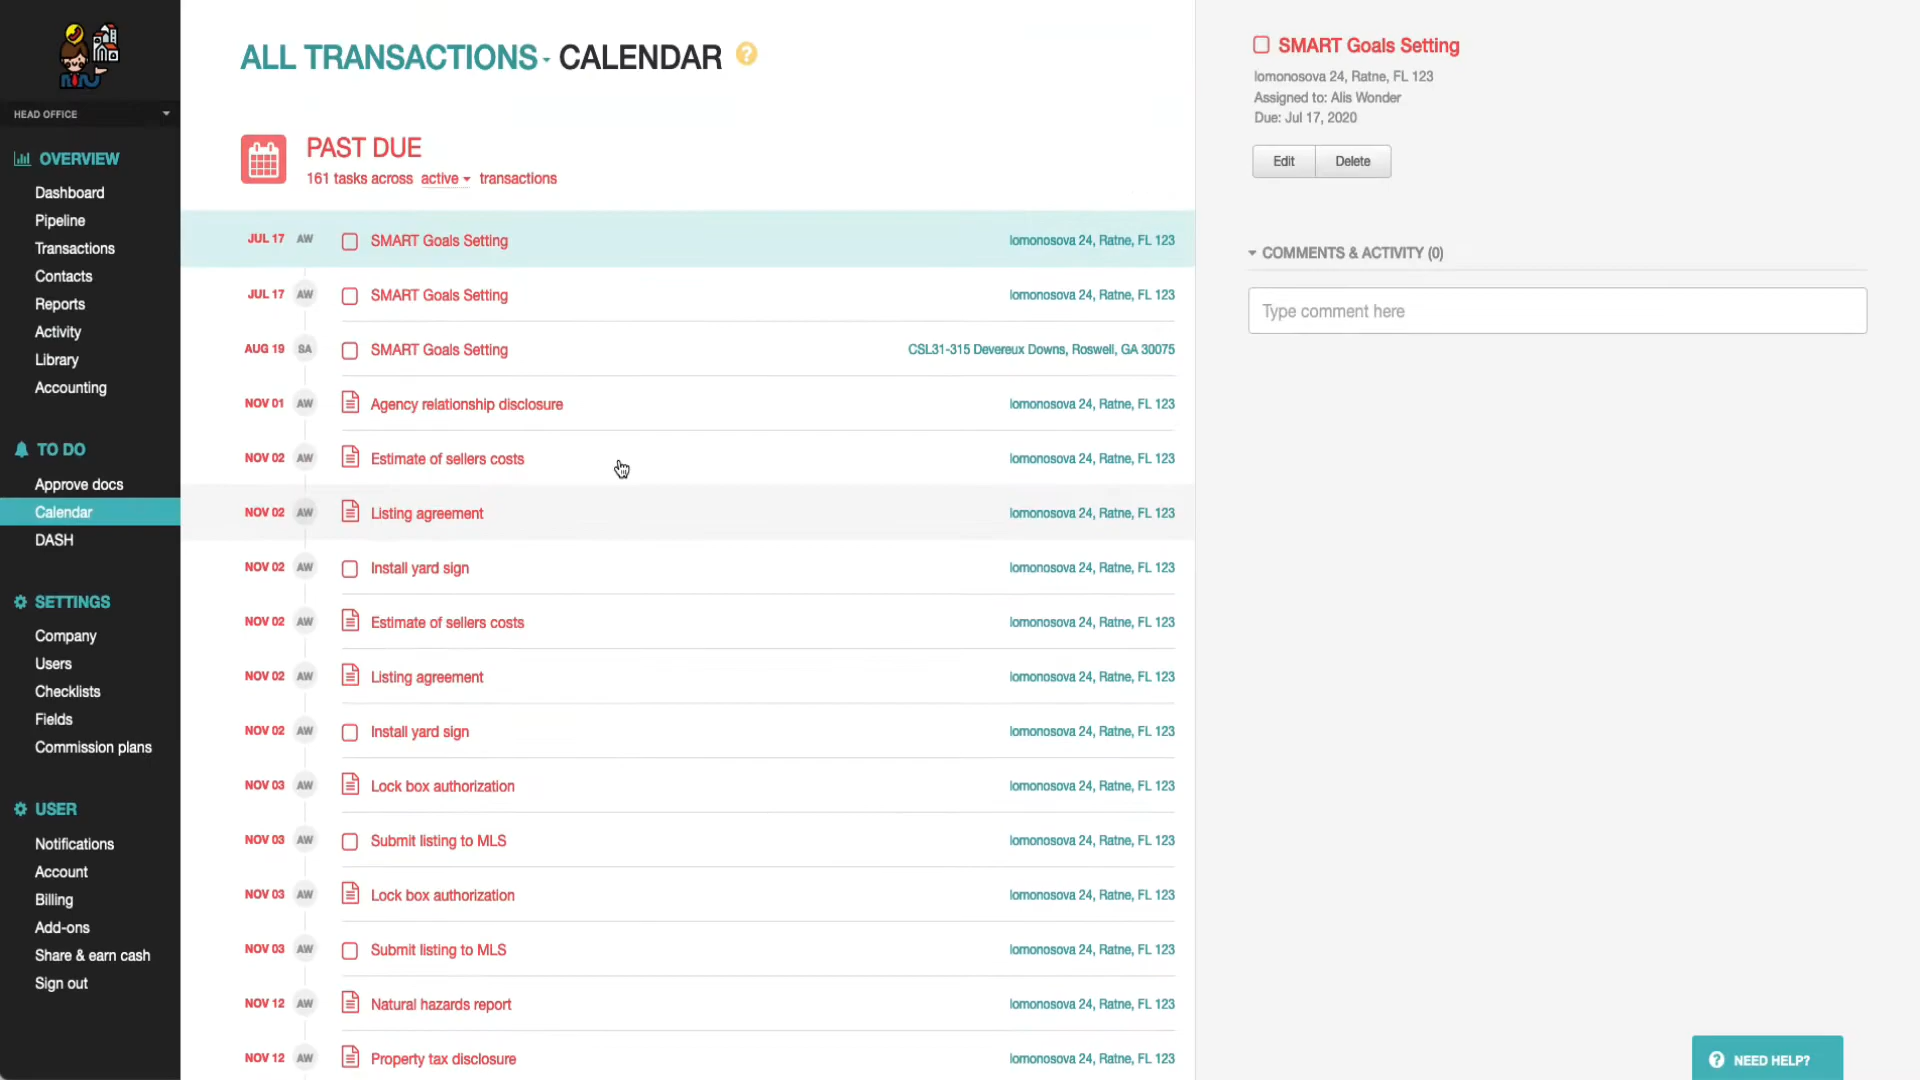 HEAD OFFICE
OVERVIEW
Dashboard
Pipeline
Transactions
Contacts
Reports
Activity
Library
Accounting
TO DO
Approve docs
Calendar
DASH
SETTINGS
Company
Users
Checklists
Fields
Commission plans
USER
Notifications
Account
Billing
Add-ons
Share & earn cash
Sign out
ALL TRANSACTIONS - CALENDAR ?
PAST DUE
161 tasks across active transactions
JUL 17 AW SMART Goals Setting lomonosova 24, Ratne, FL 123
JUL 17 AW SMART Goals Setting lomonosova 24, Ratne, FL 123
AUG 19 SA SMART Goals Setting CSL31-315 Devereux Downs, Roswell, GA 30075
NOV 01 AW Agency relationship disclosure lomonosova 24, Ratne, FL 123
NOV 02 AW Estimate of sellers costs lomonosova 24, Ratne, FL 123
NOV 02 AW Listing agreement lomonosova 24, Ratne, FL 123
NOV 02 AW Install yard sign lomonosova 24, Ratne, FL 123
NOV 02 AW Estimate of sellers costs lomonosova 24, Ratne, FL 123
NOV 02 AW Listing agreement lomonosova 24, Ratne, FL 123
NOV 02 AW Install yard sign lomonosova 24, Ratne, FL 123
NOV 03 AW Lock box authorization lomonosova 24, Ratne, FL 123
NOV 03 AW Submit listing to MLS lomonosova 24, Ratne, FL 123
NOV 03 AW Lock box authorization lomonosova 24, Ratne, FL 123
NOV 03 AW Submit listing to MLS lomonosova 24, Ratne, FL 123
NOV 12 AW Natural hazards report lomonosova 24, Ratne, FL 123
NOV 12 AW Property tax disclosure lomonosova 24, Ratne, FL 123
SMART Goals Setting
lomonosova 24, Ratne, FL 123
Assigned to: Alis Wonder
Due: Jul 17, 2020
Edit Delete
COMMENTS & ACTIVITY (0)
Type comment here
? NEED HELP?